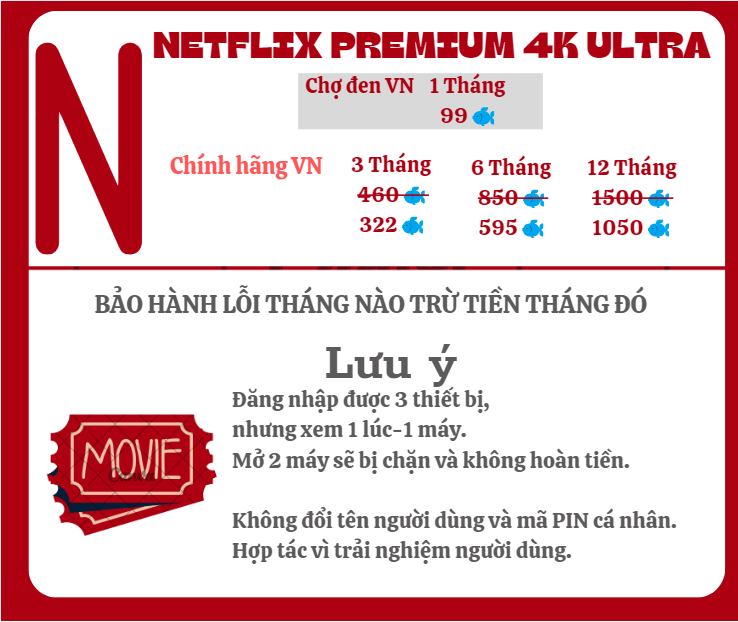 N
NETFLIX PREMIUM 4K ULTRA
Chợ đen VN 1 Tháng
99
Chính hãng VN 3 Tháng 6 Tháng 12 Tháng
460 850 1500
322 595 1050
BẢO HÀNH LỖI THÁNG NÀO TRỪ TIỀN THÁNG ĐÓ
Lưu ý
Đăng nhập được 3 thiết bị,
nhưng xem 1 lúc-1 máy.
Mở 2 máy sẽ bị chặn và không hoàn tiền.
MOVIE
Không đổi tên người dùng và mã PIN cá nhân.
Hợp tác vì trải nghiệm người dùng.